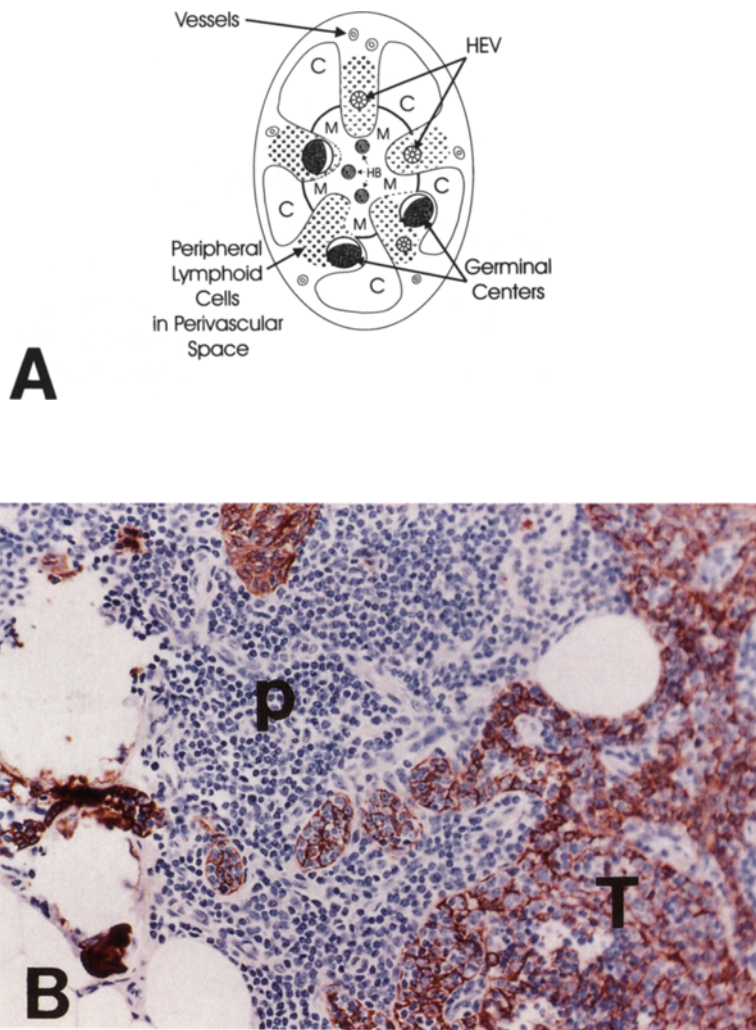 Vessels
HEV
C
C
M
M
HB
M
M
C
C
M
C
Peripheral
Lymphoid
Cells
in Perivascular
Space
Germinal
Centers
A
p
T
B